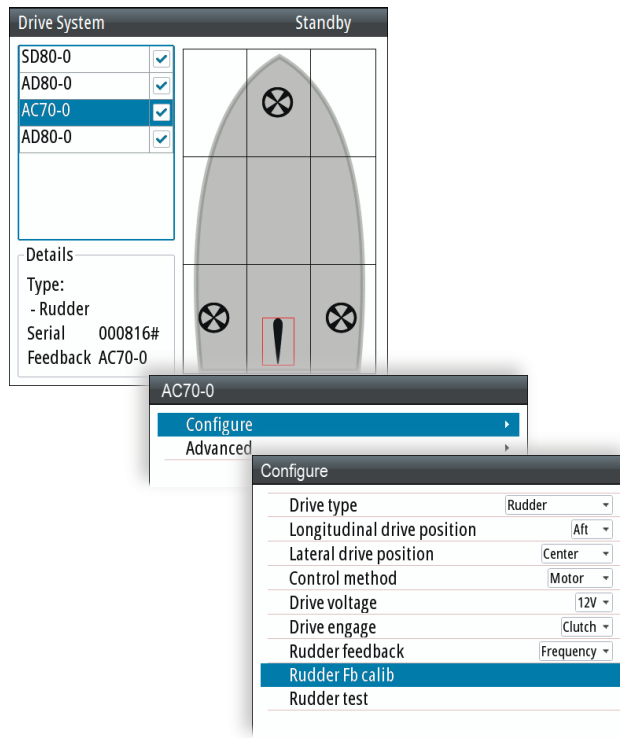 Drive System Standby
SD80-0
AD80-0
AC70-0
AD80-0
Details
Type:
- Rudder
Serial 000816#
Feedback AC70-0
AC70-0
Configure
Advanced
Configure
Drive type Rudder
Longitudinal drive position Aft
Lateral drive position Center
Control method Motor
Drive voltage 12V
Drive engage Clutch
Rudder feedback Frequency
Rudder Fb calib
Rudder test